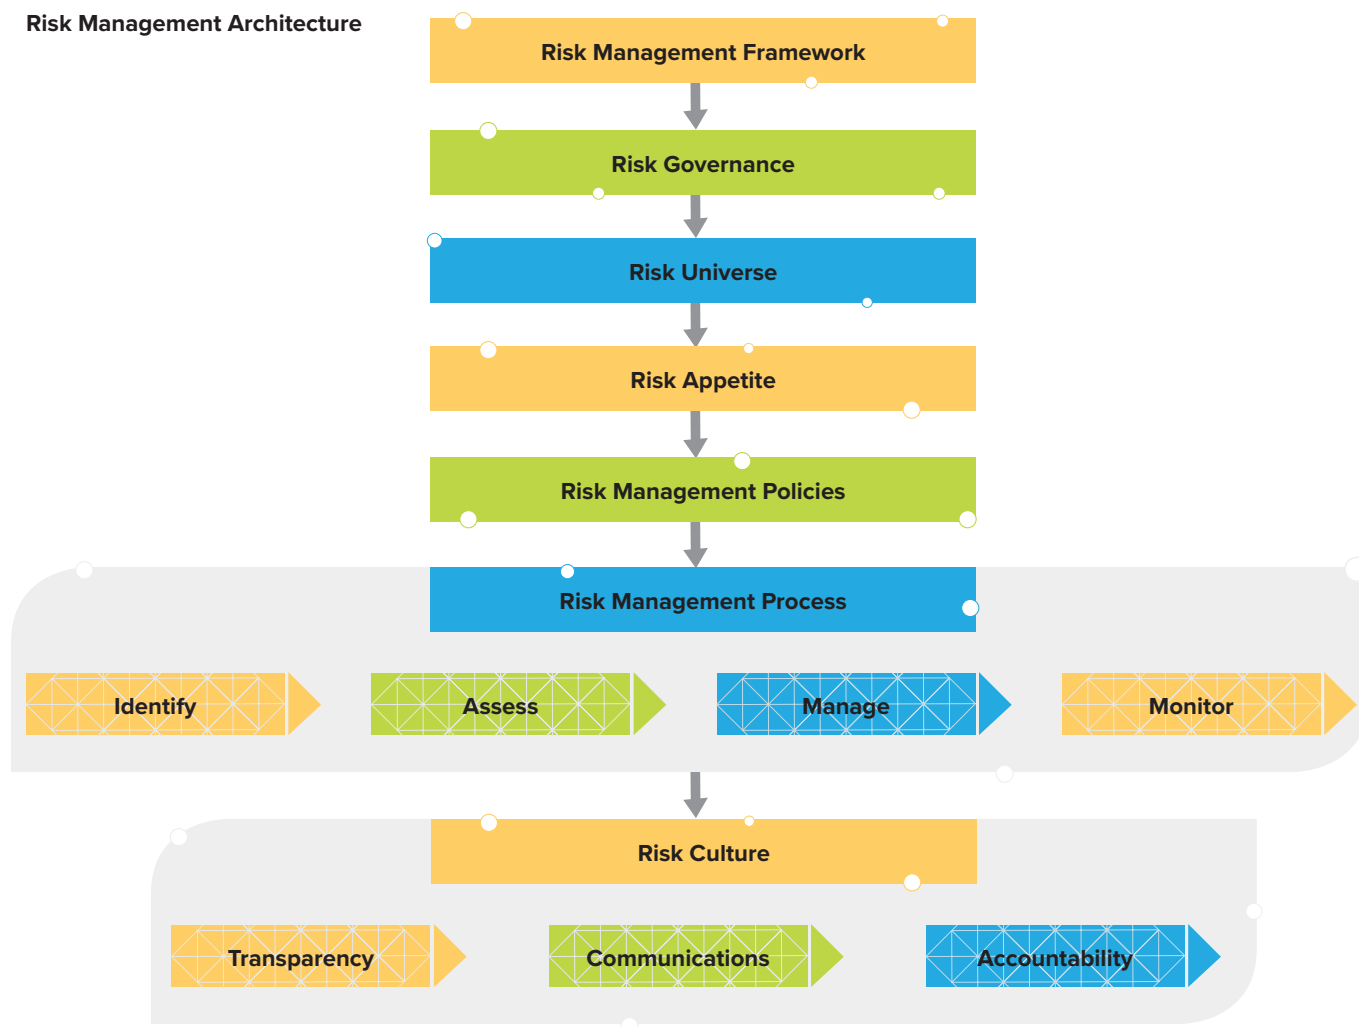 Risk Management Architecture
Risk Management Framework
Risk Governance
Risk Universe
Risk Appetite
Risk Management Policies
Risk Management Process
Identify
Assess
Manage
Monitor
Risk Culture
Transparency
Communications
Accountability